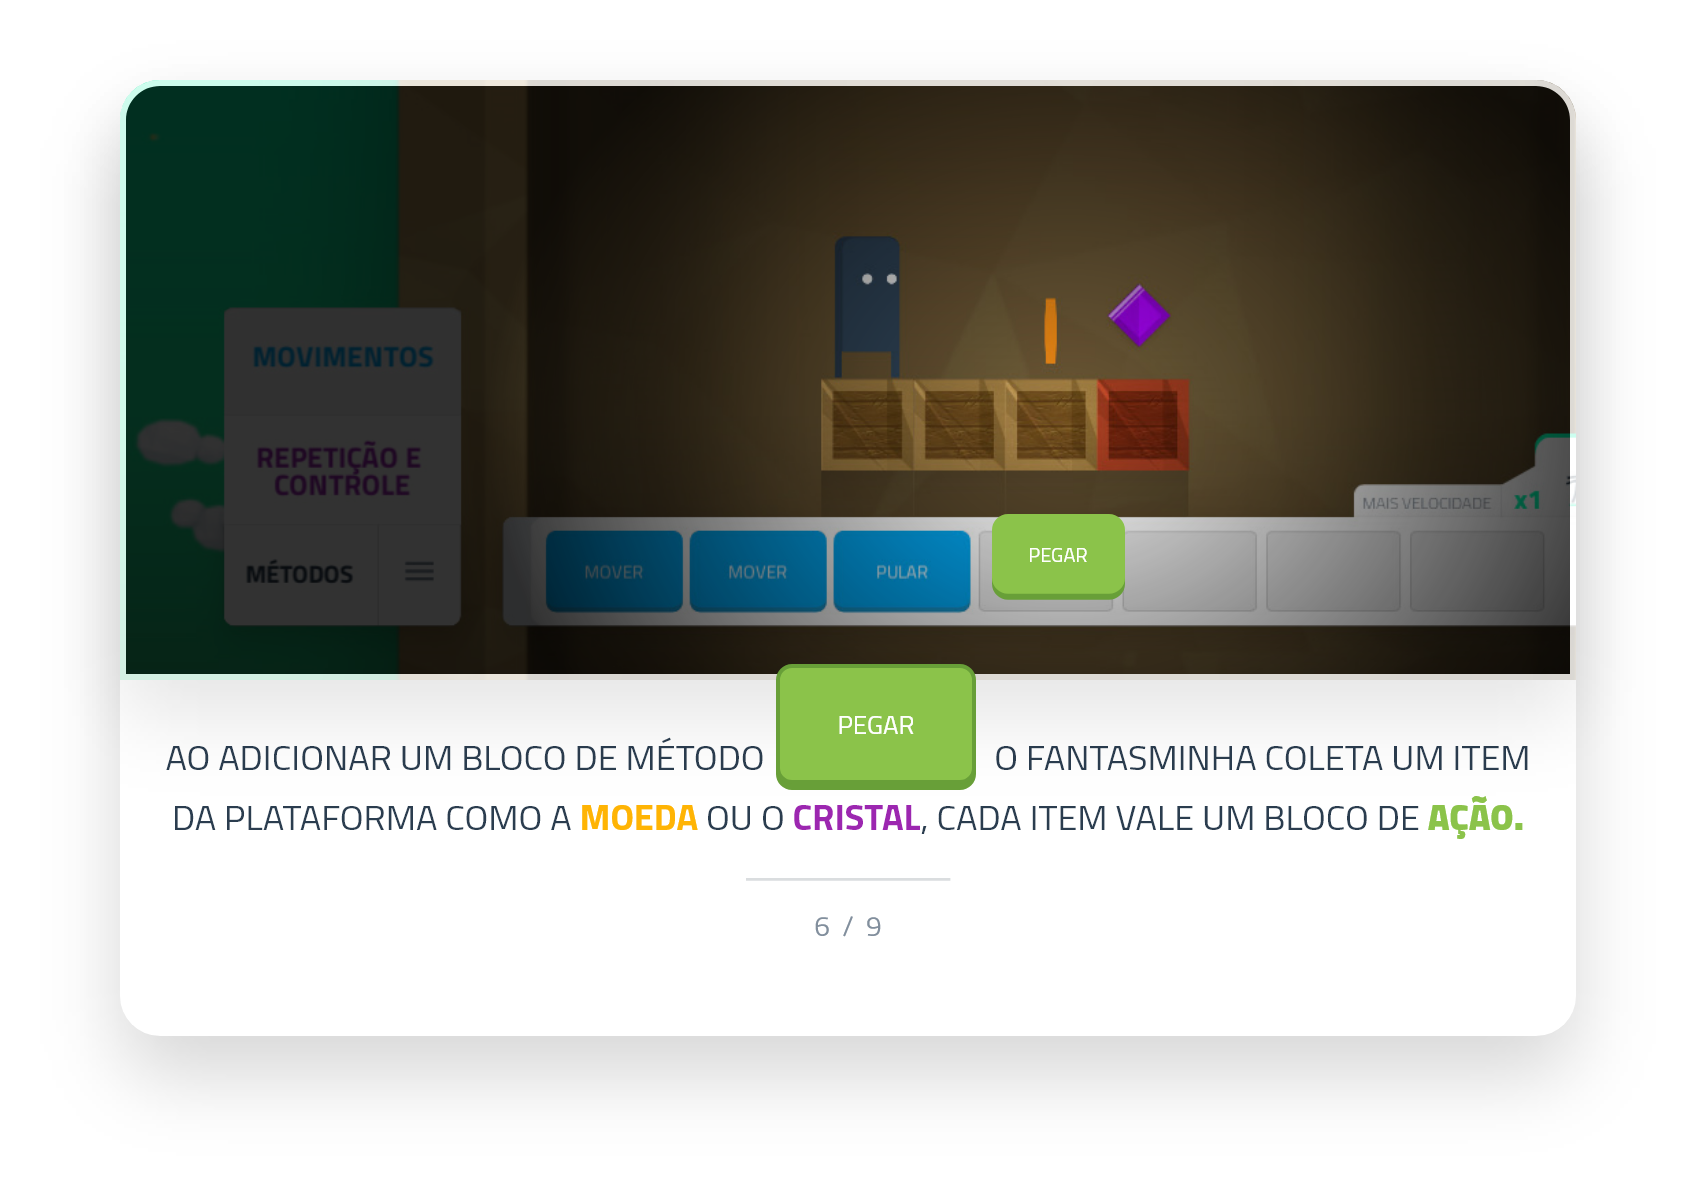 MOVIMENTOS
REPETIÇÃO E
CONTROLE
MÉTODOS
MAIS VELOCIDADE x1
MOVER MOVER PULAR PEGAR
PEGAR
AO ADICIONAR UM BLOCO DE MÉTODO O FANTASMINHA COLETA UM ITEM
DA PLATAFORMA COMO A MOEDA OU O CRISTAL, CADA ITEM VALE UM BLOCO DE AÇÃO.
6 / 9